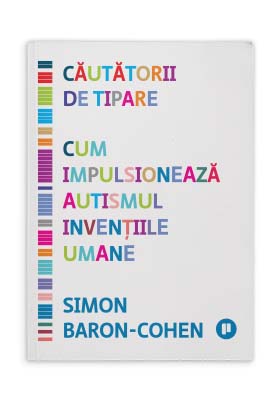 CĂUTĂTORII
DE TIPARE
CUM
IMPULSIONEAZĂ
AUTISMUL
INVENȚIILE
UMANE
SIMON
BARON-COHEN